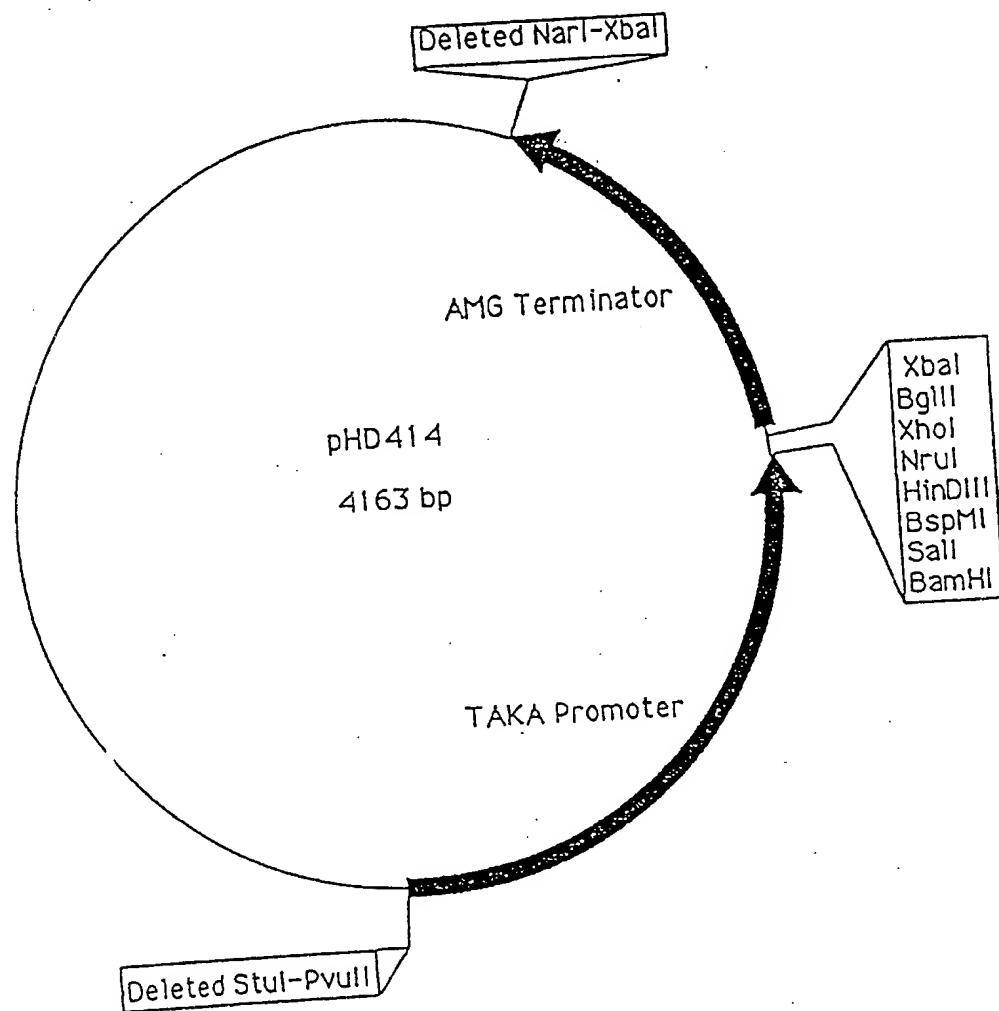 Deleted NarI-XbaI
AMG Terminator
pHD414
4163 bp
XbaI
BglII
XhoI
NruI
HinDIII
BspMI
SalI
BamHI
TAKA Promoter
Deleted StuI-PvuII